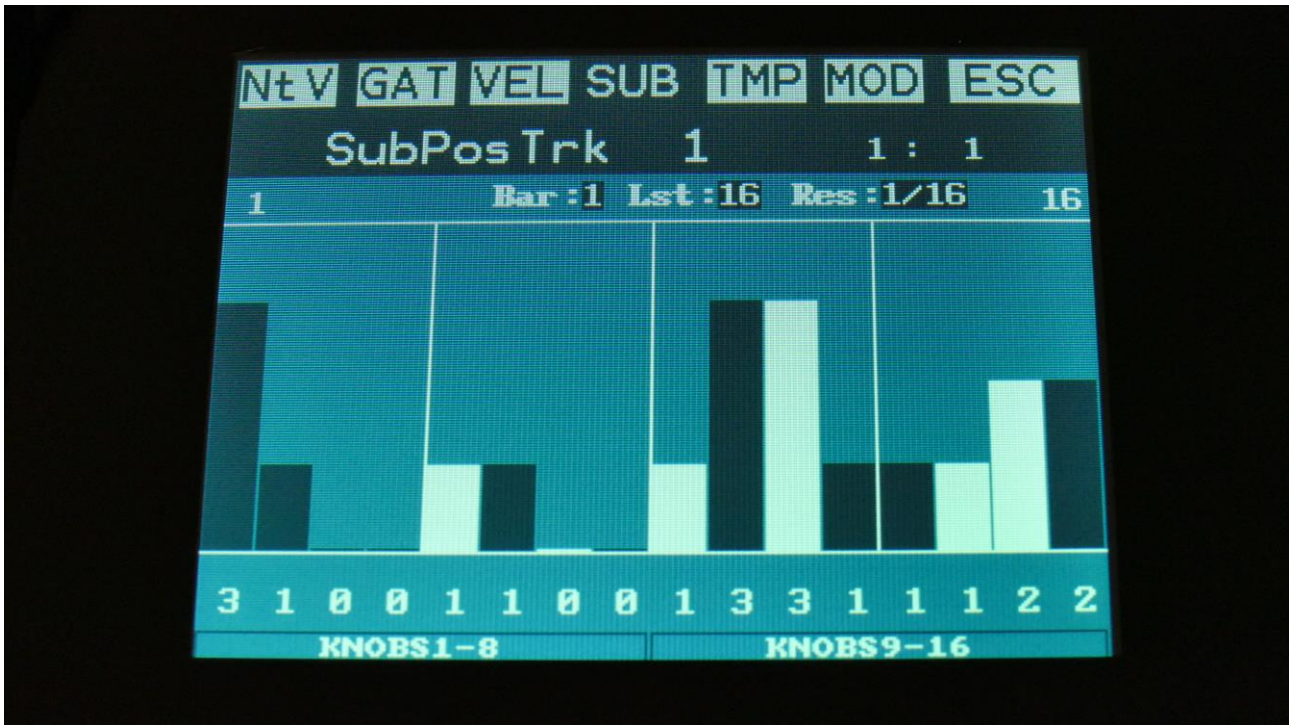 NtV GAT VEL SUB TMP MOD ESC
SubPosTrk 1 1: 1
1 Bar:1 Lst:16 Res:1/16 16
3 1 0 0 1 1 0 0 1 3 3 1 1 1 2 2
KNOBS1-8 KNOBS9-16